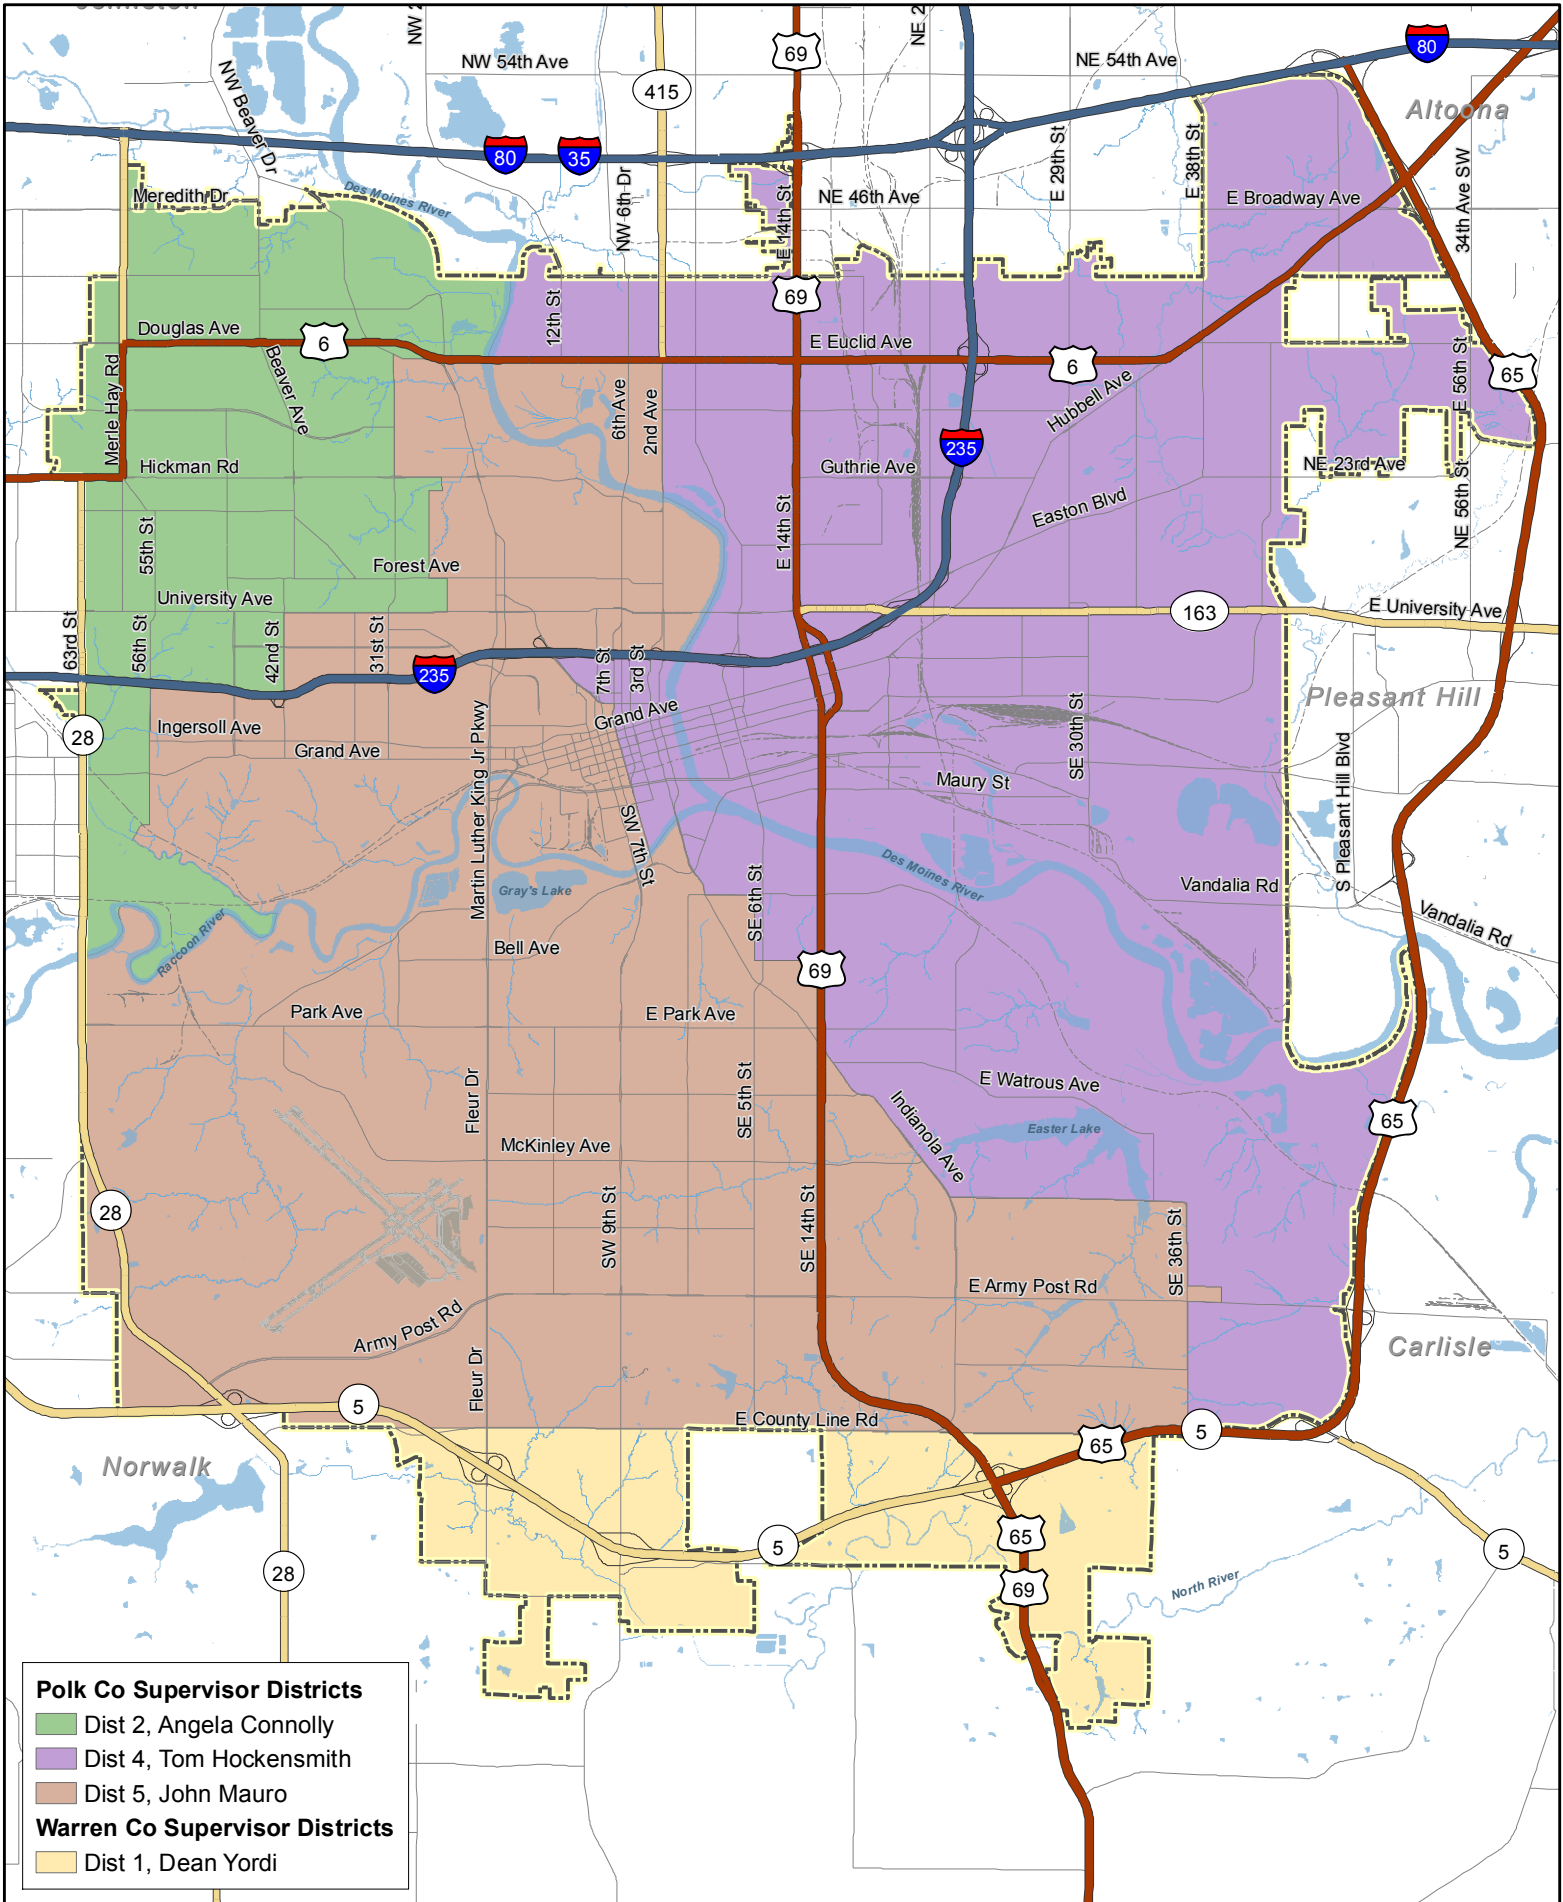 Johnston
NW 2
69
NE 2
80
NW 54th Ave
NE 54th Ave
415
NW Beaver Dr
Altoona
80
35
E 29th St
E 38th St
34th Ave SW
Meredith Dr
Des Moines River
NW 6th Dr
E 14th St
NE 46th Ave
E Broadway Ave
69
12th St
Douglas Ave
6
E Euclid Ave
6
65
Beaver Ave
Merle Hay Rd
6th Ave
2nd Ave
Hubbell Ave
E 56th St
235
Hickman Rd
Guthrie Ave
NE 23rd Ave
Easton Blvd
NE 56th St
55th St
E 14th St
Forest Ave
University Ave
163
E University Ave
63rd St
56th St
42nd St
31st St
7th St
3rd St
235
Pleasant Hill
28
Ingersoll Ave
Grand Ave
Grand Ave
SE 30th St
S Pleasant Hill Blvd
Martin Luther King Jr Pkwy
Maury St
SW 7th St
Gray's Lake
Des Moines River
Vandalia Rd
Vandalia Rd
Raccoon River
SE 6th St
Bell Ave
69
Park Ave
E Park Ave
Fleur Dr
SE 5th St
E Watrous Ave
Indianola Ave
Easter Lake
65
McKinley Ave
28
SW 9th St
SE 14th St
SE 36th St
E Army Post Rd
Army Post Rd
Carlisle
Fleur Dr
5
E County Line Rd
65
5
Norwalk
5
65
5
28
69
North River
Polk Co Supervisor Districts
Dist 2, Angela Connolly
Dist 4, Tom Hockensmith
Dist 5, John Mauro
Warren Co Supervisor Districts
Dist 1, Dean Yordi